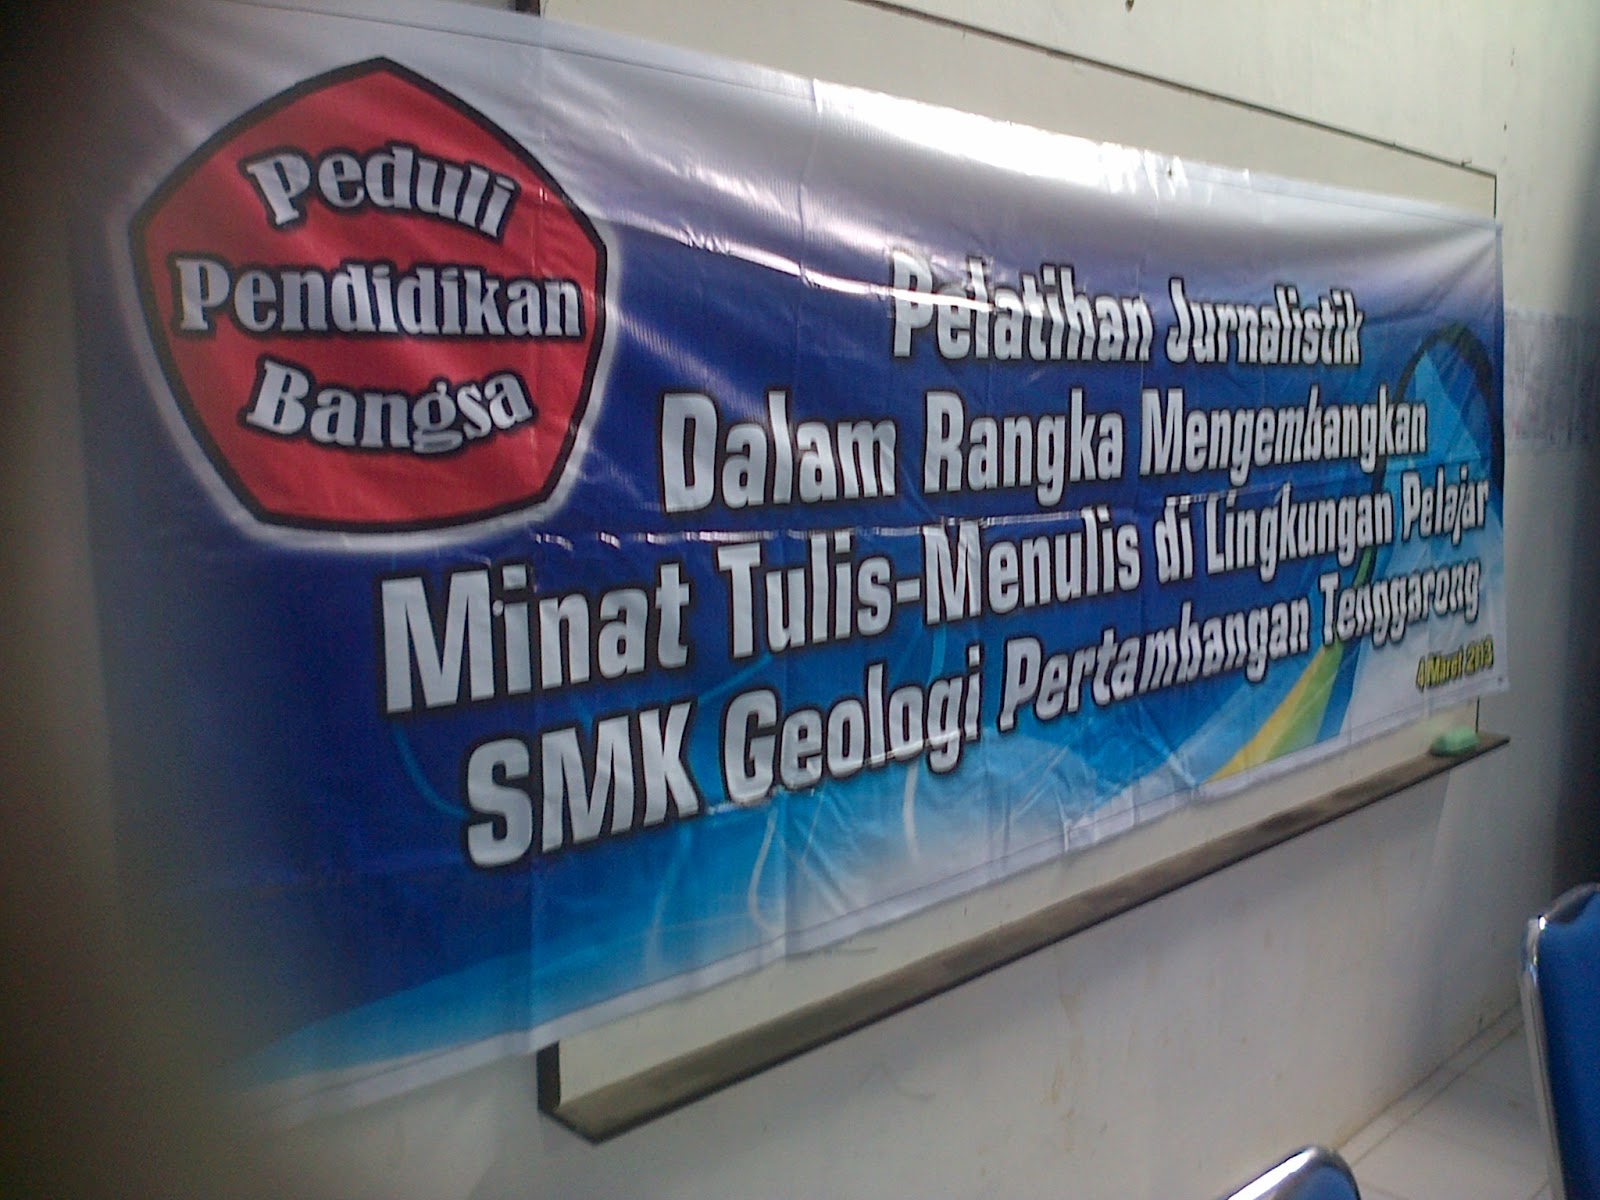 Peduli
Pendidikan
Bangsa
Pelatihan Jurnalistik
Dalam Rangka Mengembangkan
Minat Tulis-Menulis di Lingkungan Pelajar
SMK Geologi Pertambangan Tenggarong
4 Maret 2013